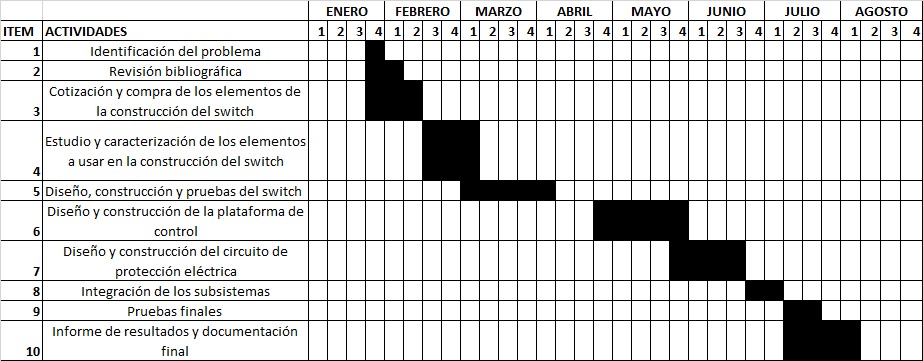 ENERO FEBRERO MARZO ABRIL MAYO JUNIO JULIO AGOSTO
ITEM ACTIVIDADES 1 2 3 4 1 2 3 4 1 2 3 4 1 2 3 4 1 2 3 4 1 2 3 4 1 2 3 4 1 2 3 4
1 Identificación del problema
2 Revisión bibliográfica
Cotización y compra de los elementos de
3 la construcción del switch
Estudio y caracterización de los elementos
a usar en la construcción del switch
4
5 Diseño, construcción y pruebas del switch
Diseño y construcción de la plataforma de
6 control
Diseño y construcción del circuito de
7 protección eléctrica
8 Integración de los subsistemas
9 Pruebas finales
Informe de resultados y documentación
10 final